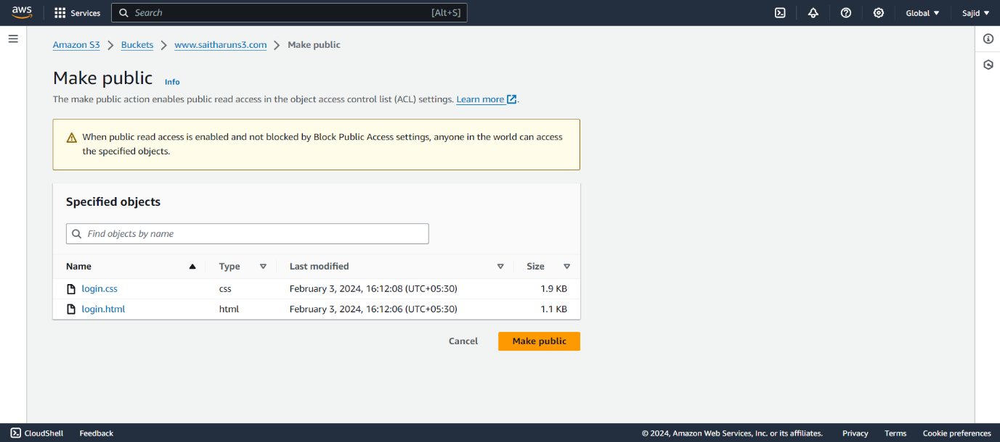 aws
Services
Search
[Alt+S]
Global
Sajid
Amazon S3
Buckets
www.saitharuns3.com
Make public
Make public Info
The make public action enables public read access in the object access control list (ACL) settings. Learn more.
When public read access is enabled and not blocked by Block Public Access settings, anyone in the world can access
the specified objects.
Specified objects
Find objects by name
Name Type Last modified Size
login.css css February 3, 2024, 16:12:08 (UTC+05:30) 1.9 KB
login.html html February 3, 2024, 16:12:06 (UTC+05:30) 1.1 KB
Cancel Make public
CloudShell Feedback © 2024, Amazon Web Services, Inc. or its affiliates. Privacy Terms Cookie preferences